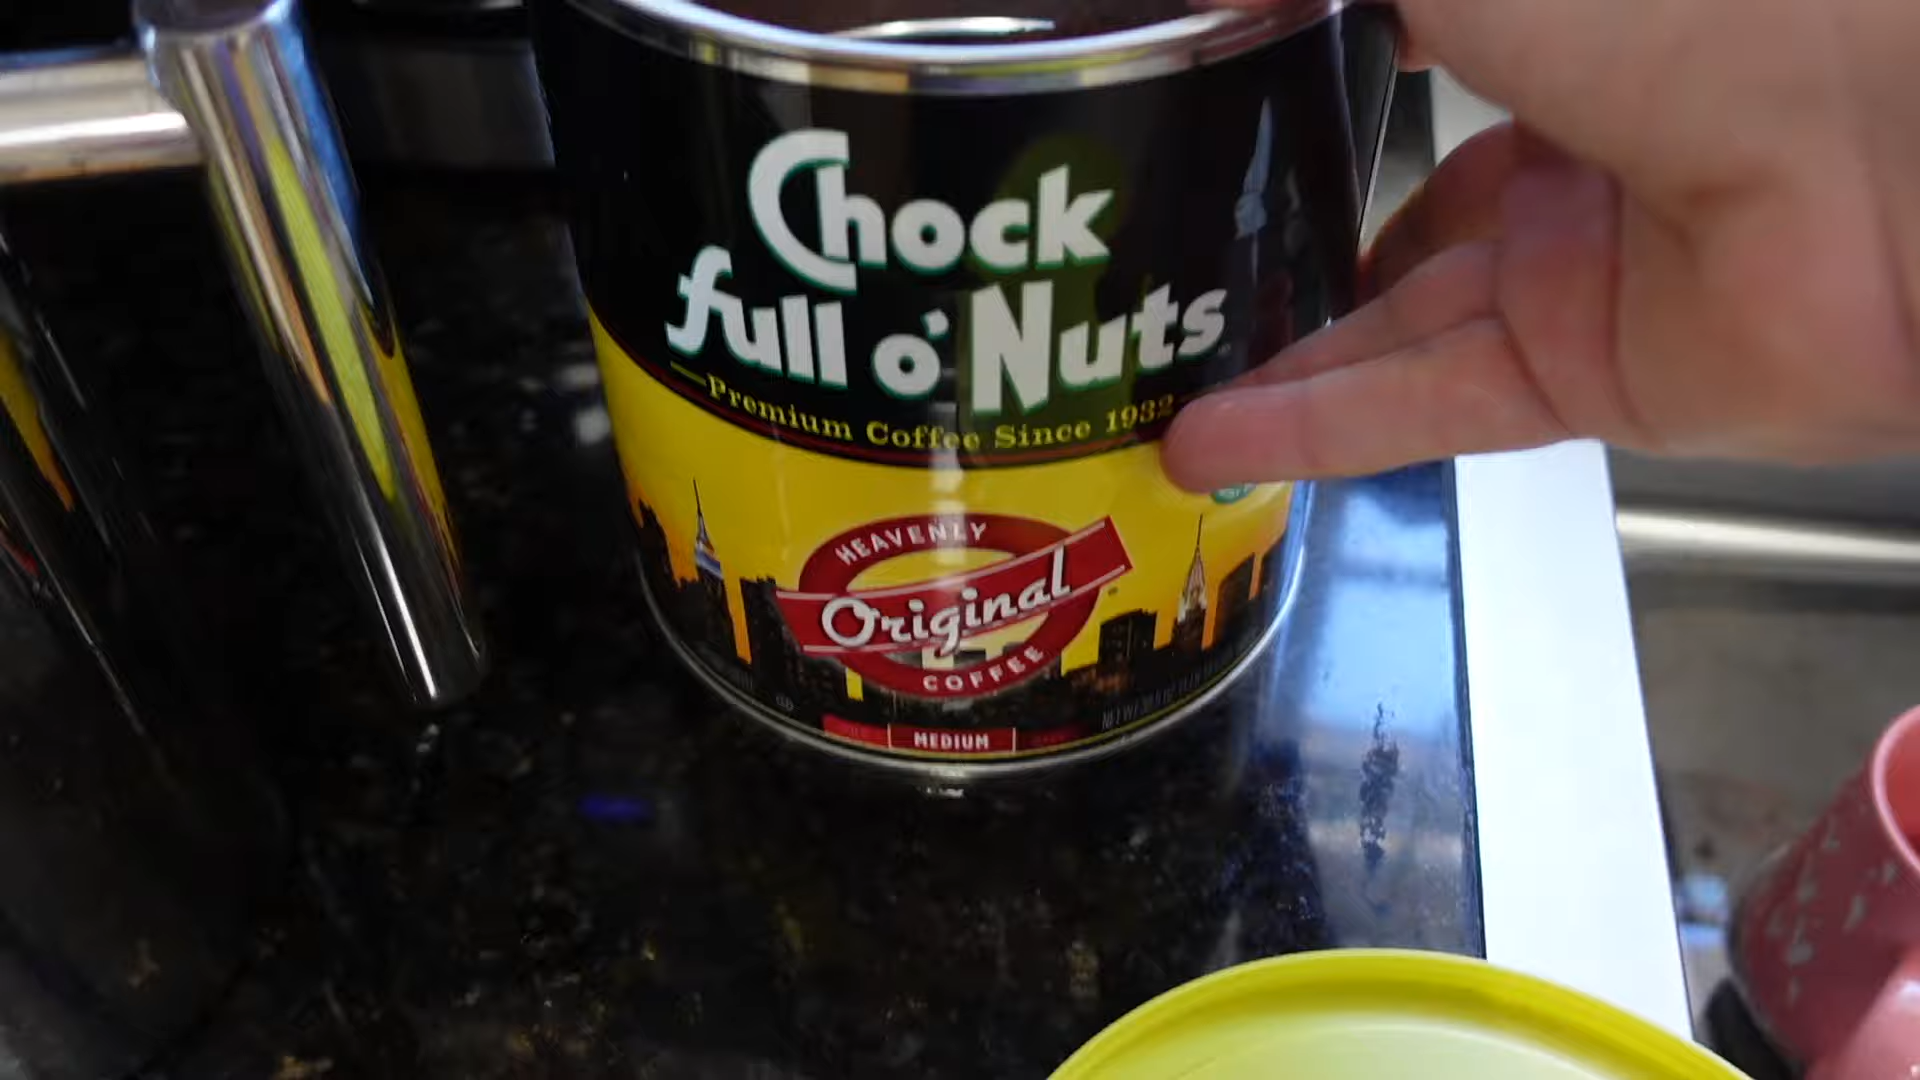 Chock
full o' Nuts
Premium Coffee Since 1932
HEAVENLY
Original
COFFEE
MEDIUM